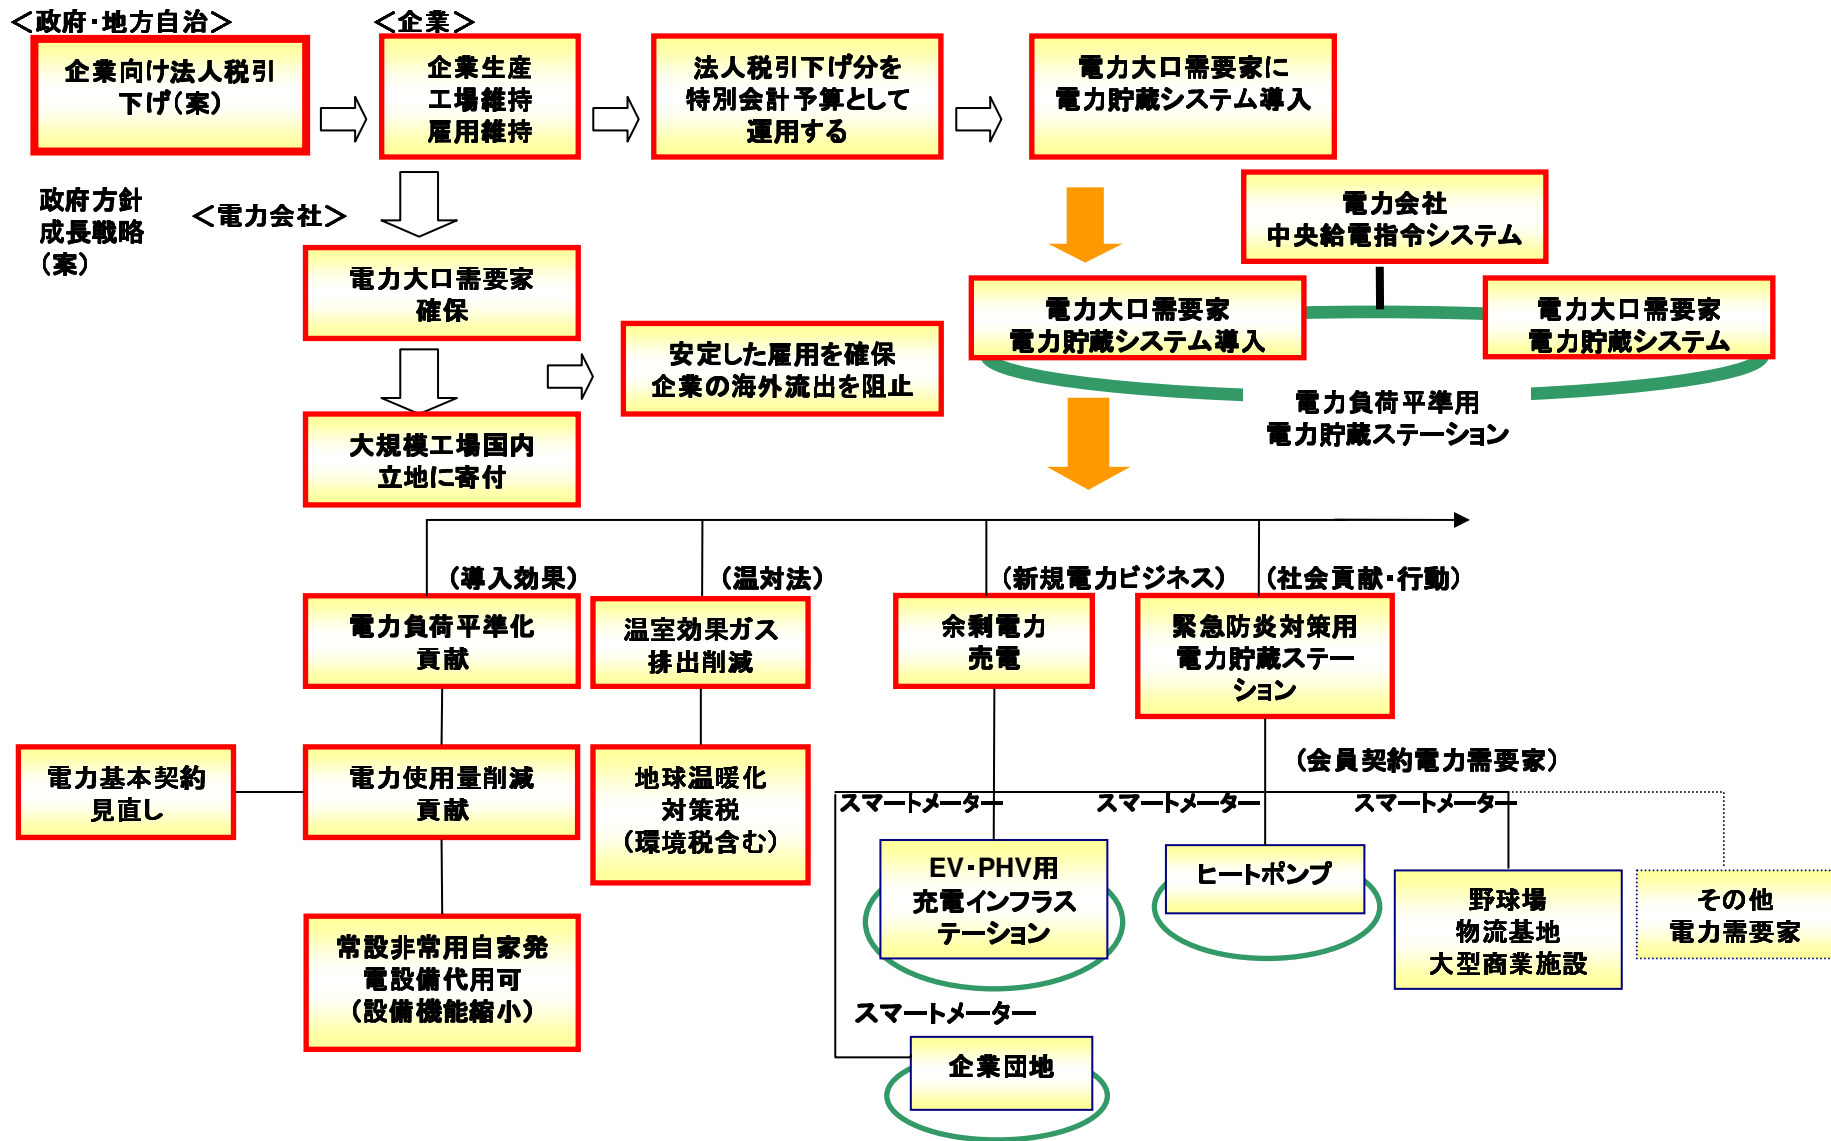 ＜政府・地方自治＞
企業向け法人税引
下げ（案）
政府方針
成長戦略
（案）
＜企業＞
企業生産
工場維持
雇用維持
法人税引下げ分を
特別会計予算として
運用する
電力大口需要家に
電力貯蔵システム導入
＜電力会社＞
電力大口需要家
確保
安定した雇用を確保
企業の海外流出を阻止
大規模工場国内
立地に寄付
電力会社
中央給電指令システム
電力大口需要家
電力貯蔵システム導入
電力大口需要家
電力貯蔵システム
電力負荷平準用
電力貯蔵ステーション
（導入効果）
電力負荷平準化
貢献
（温対法）
温室効果ガス
排出削減
（新規電力ビジネス）
余剰電力
売電
（社会貢献・行動）
緊急防炎対策用
電力貯蔵ステー
ション
電力基本契約
見直し
電力使用量削減
貢献
地球温暖化
対策税
（環境税含む）
常設非常用自家発
電設備代用可
（設備機能縮小）
（会員契約電力需要家）
スマートメーター
スマートメーター
スマートメーター
EV・PHV用
充電インフラス
テーション
ヒートポンプ
野球場
物流基地
大型商業施設
その他
電力需要家
スマートメーター
企業団地